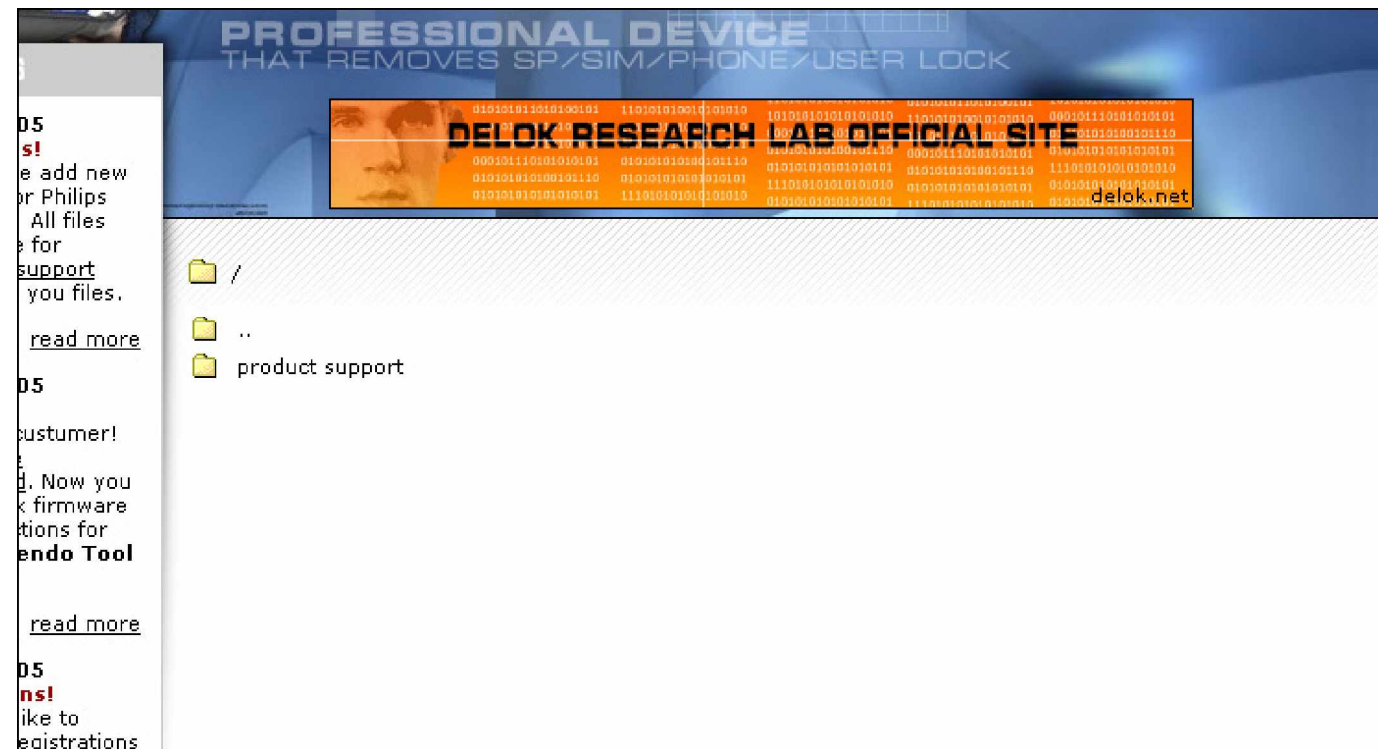 PROFESSIONAL DEVICE
THAT REMOVES SP/SIM/PHONE/USER LOCK
DELOK RESEARCH LAB OFFICIAL SITE
delok.net
05
s!
e add new
or Philips
All files
e for
support
you files.
read more
05
custumer!
d. Now you
k firmware
tions for
endo Tool
read more
05
ns!
ike to
egistrations
/
..
product support